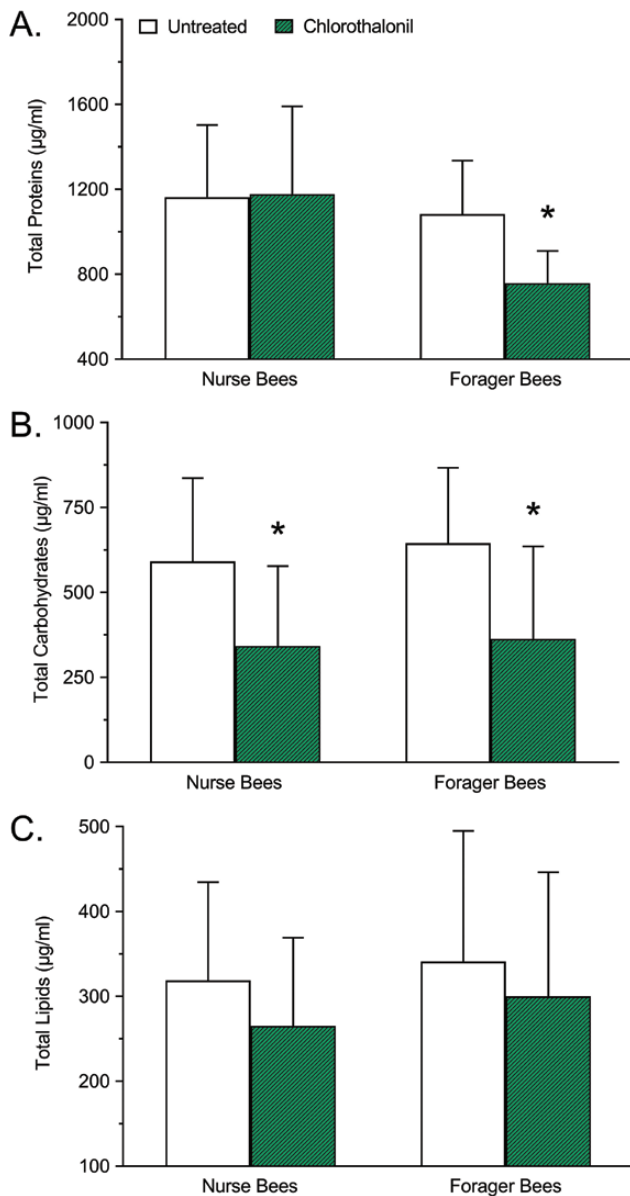 A.
Untreated Chlorothalonil
Total Proteins (µg/ml)
2000
1600
1200
800
400
*
Nurse Bees Forager Bees
B.
Total Carbohydrates (µg/ml)
1000
750
500
250
0
* *
Nurse Bees Forager Bees
C.
Total Lipids (µg/ml)
500
400
300
200
100
Nurse Bees Forager Bees